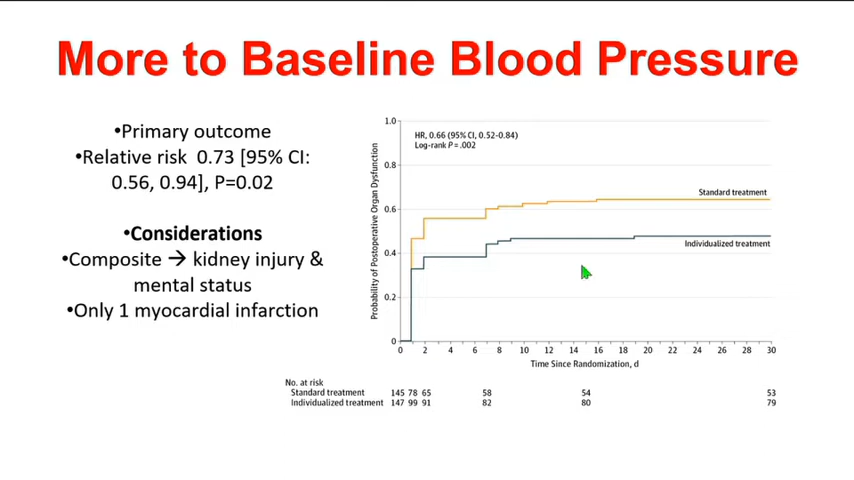 More to Baseline Blood Pressure
•Primary outcome
•Relative risk 0.73 [95% CI:
0.56, 0.94], P=0.02
•Considerations
•Composite → kidney injury &
mental status
•Only 1 myocardial infarction
Probability of Postoperative Organ Dysfunction
1.0
0.8
0.6
0.4
0.2
0
HR, 0.66 (95% CI, 0.52-0.84)
Log-rank P = .002
Standard treatment
Individualized treatment
0 2 4 6 8 10 12 14 16 18 20 22 24 26 28 30
Time Since Randomization, d
No. at risk
Standard treatment 145 78 65 58 54 53
Individualized treatment 147 99 91 82 80 79